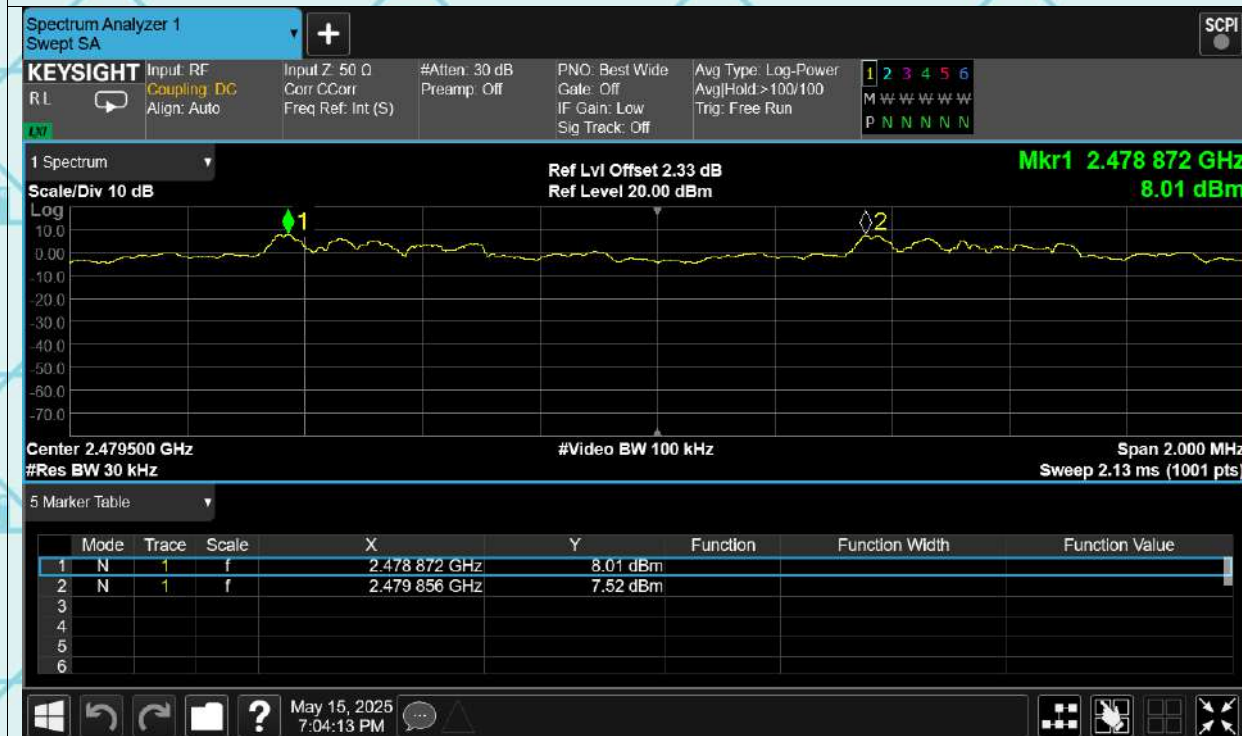 Spectrum Analyzer 1
Swept SA
+
SCPI
KEYSIGHT
RL
LXI
Input: RF
Coupling: DC
Align: Auto
Input Z: 50 Ω
Corr CCorr
Freq Ref: Int (S)
#Atten: 30 dB
Preamp: Off
PNO: Best Wide
Gate: Off
IF Gain: Low
Sig Track: Off
Avg Type: Log-Power
Avg|Hold:>100/100
Trig: Free Run
1 2 3 4 5 6
M W W W W W
P N N N N N
1 Spectrum
Scale/Div 10 dB
Ref Lvl Offset 2.33 dB
Ref Level 20.00 dBm
Mkr1 2.478 872 GHz
8.01 dBm
Log
10.0
0.00
-10.0
-20.0
-30.0
-40.0
-50.0
-60.0
-70.0
1
2
Center 2.479500 GHz
#Res BW 30 kHz
#Video BW 100 kHz
Span 2.000 MHz
Sweep 2.13 ms (1001 pts)
5 Marker Table
Mode Trace Scale X Y Function Function Width Function Value
1 N 1 f 2.478 872 GHz 8.01 dBm
2 N 1 f 2.479 856 GHz 7.52 dBm
3
4
5
6
?
May 15, 2025
7:04:13 PM